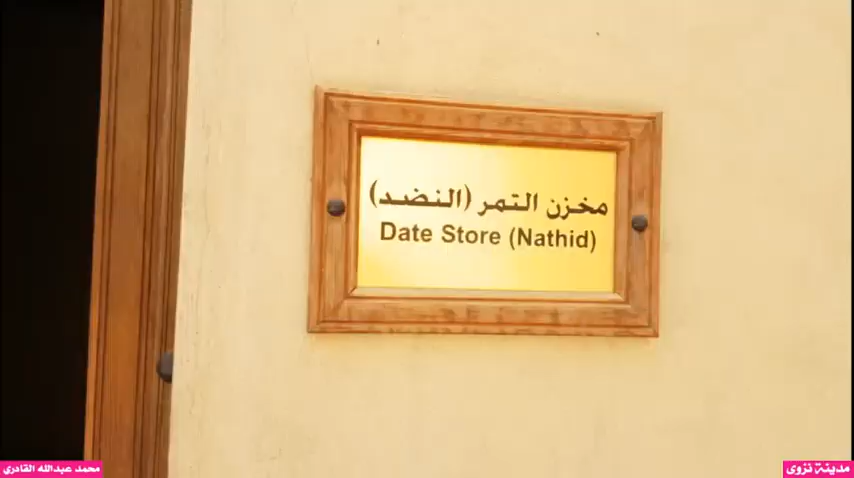 مخزن التمر (النضد)
Date Store (Nathid)
محمد عبدالله القادري
مدينة نزوى